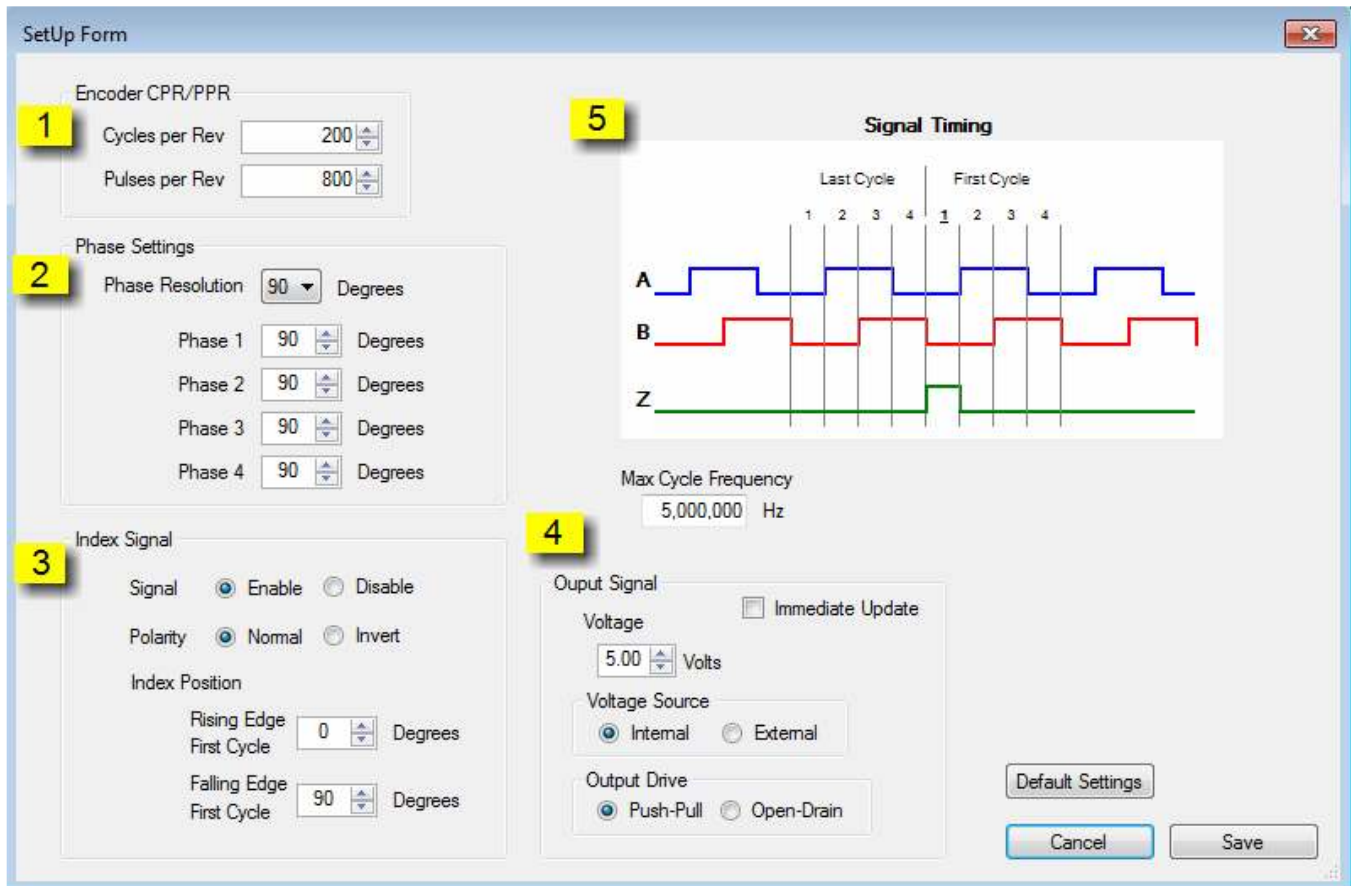 SetUp Form
1
Encoder CPR/PPR
Cycles per Rev 200
Pulses per Rev 800
2
Phase Settings
Phase Resolution 90 Degrees
Phase 1 90 Degrees
Phase 2 90 Degrees
Phase 3 90 Degrees
Phase 4 90 Degrees
3
Index Signal
Signal Enable Disable
Polarity Normal Invert
Index Position
Rising Edge
First Cycle 0 Degrees
Falling Edge
First Cycle 90 Degrees
5
Signal Timing
Last Cycle First Cycle
1 2 3 4 1 2 3 4
A
B
Z
Max Cycle Frequency
5,000,000 Hz
4
Ouput Signal
Immediate Update
Voltage
5.00 Volts
Voltage Source
Internal External
Output Drive
Push-Pull Open-Drain
Default Settings
Cancel Save